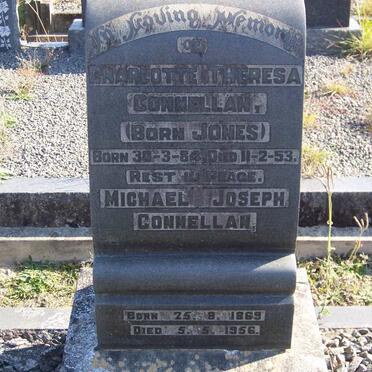 In Loving Memory
OF
CHARLOTTE THERESA
CONNELLAN,
(BORN JONES)
BORN 30-3-84. DIED 11-2-53.
REST IN PEACE.
MICHAEL JOSEPH
CONNELLAN,
BORN 25.8.1869
DIED 5.5.1956.